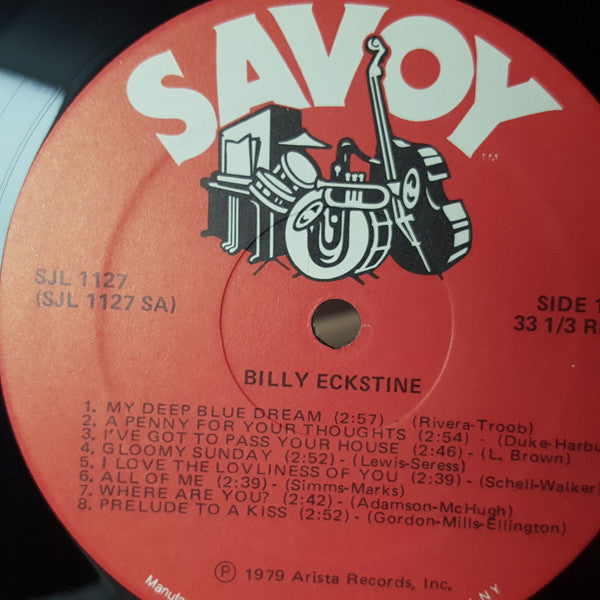 SAVOY
TM
SJL 1127
(SJL 1127 SA)
SIDE 1
33 1/3 R
BILLY ECKSTINE
1. MY DEEP BLUE DREAM (2:57) - (Rivera-Troob)
2. A PENNY FOR YOUR THOUGHTS (2:54) - (Duke-Harbu
3. I'VE GOT TO PASS YOUR HOUSE (2:46) - (L. Brown)
4. GLOOMY SUNDAY (2:52) - (Lewis-Seress)
5. I LOVE THE LOVLINESS OF YOU (2:39) - (Schell-Walker)
6. ALL OF ME (2:39) - (Simms-Marks)
7. WHERE ARE YOU? (2:42) - (Adamson-McHugh)
8. PRELUDE TO A KISS (2:52) - (Gordon-Mills-Ellington)
Ⓟ 1979 Arista Records, Inc.
Manufa
NY